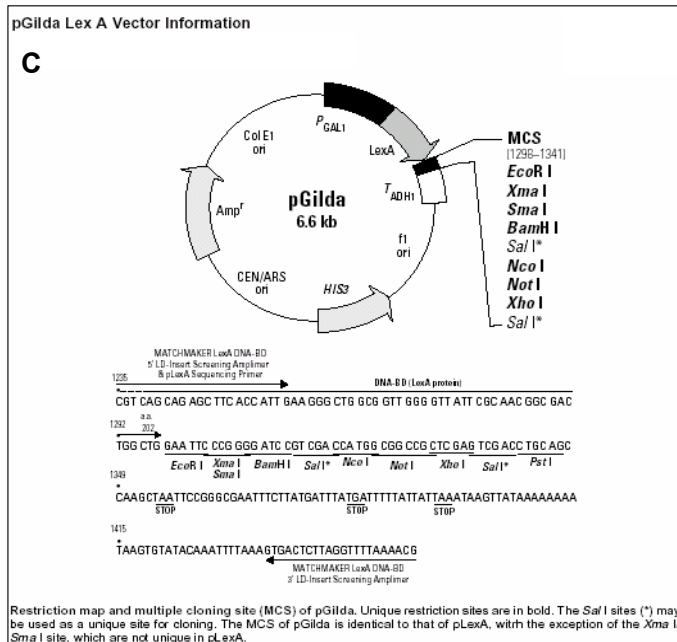 pGilda Lex A Vector Information
C
P GAL1
LexA
Col E1
ori
MCS
[1298–1341]
EcoR I
Xma I
Sma I
BamH I
Sal I*
Nco I
Not I
Xho I
Sal I*
T ADH1
Ampr
pGilda
6.6 kb
f1
ori
CEN/ARS
ori
HIS3
MATCHMAKER LexA DNA-BD
5' LD-Insert Screening Amplimer
& pLexA Sequencing Primer
1235
DNA-BD (LexA protein)
CGT CAG CAG AGC TTC ACC ATT GAA GGG CTG GCG GTT GGG GTT ATT CGC AAC GGC GAC
1292
a.a.
202
TGG CTG GAA TTC CCG GGG ATC CGT CGA CCA TGG CGG CCG CTC GAG TCG ACC TGC AGC
EcoR I Xma I BamH I Sal I* Nco I Not I Xho I Sal I* Pst I
Sma I
1349
CAAGCTAATTCCGGGCGAATTTCTTATGATTTATGATTTTTATTATTAAATAAGTTATAAAAAAAA
STOP STOP STOP
1415
TAAGTGTATACAAATTTTAAAGTGACTCTTAGGTTTTAAAACG
MATCHMAKER LexA DNA-BD
3' LD-Insert Screening Amplimer
Restriction map and multiple cloning site (MCS) of pGilda. Unique restriction sites are in bold. The Sal I sites (*) may
be used as a unique site for cloning. The MCS of pGilda is identical to that of pLexA, witrh the exception of the Xma I
Sma I site, which are not unique in pLexA.